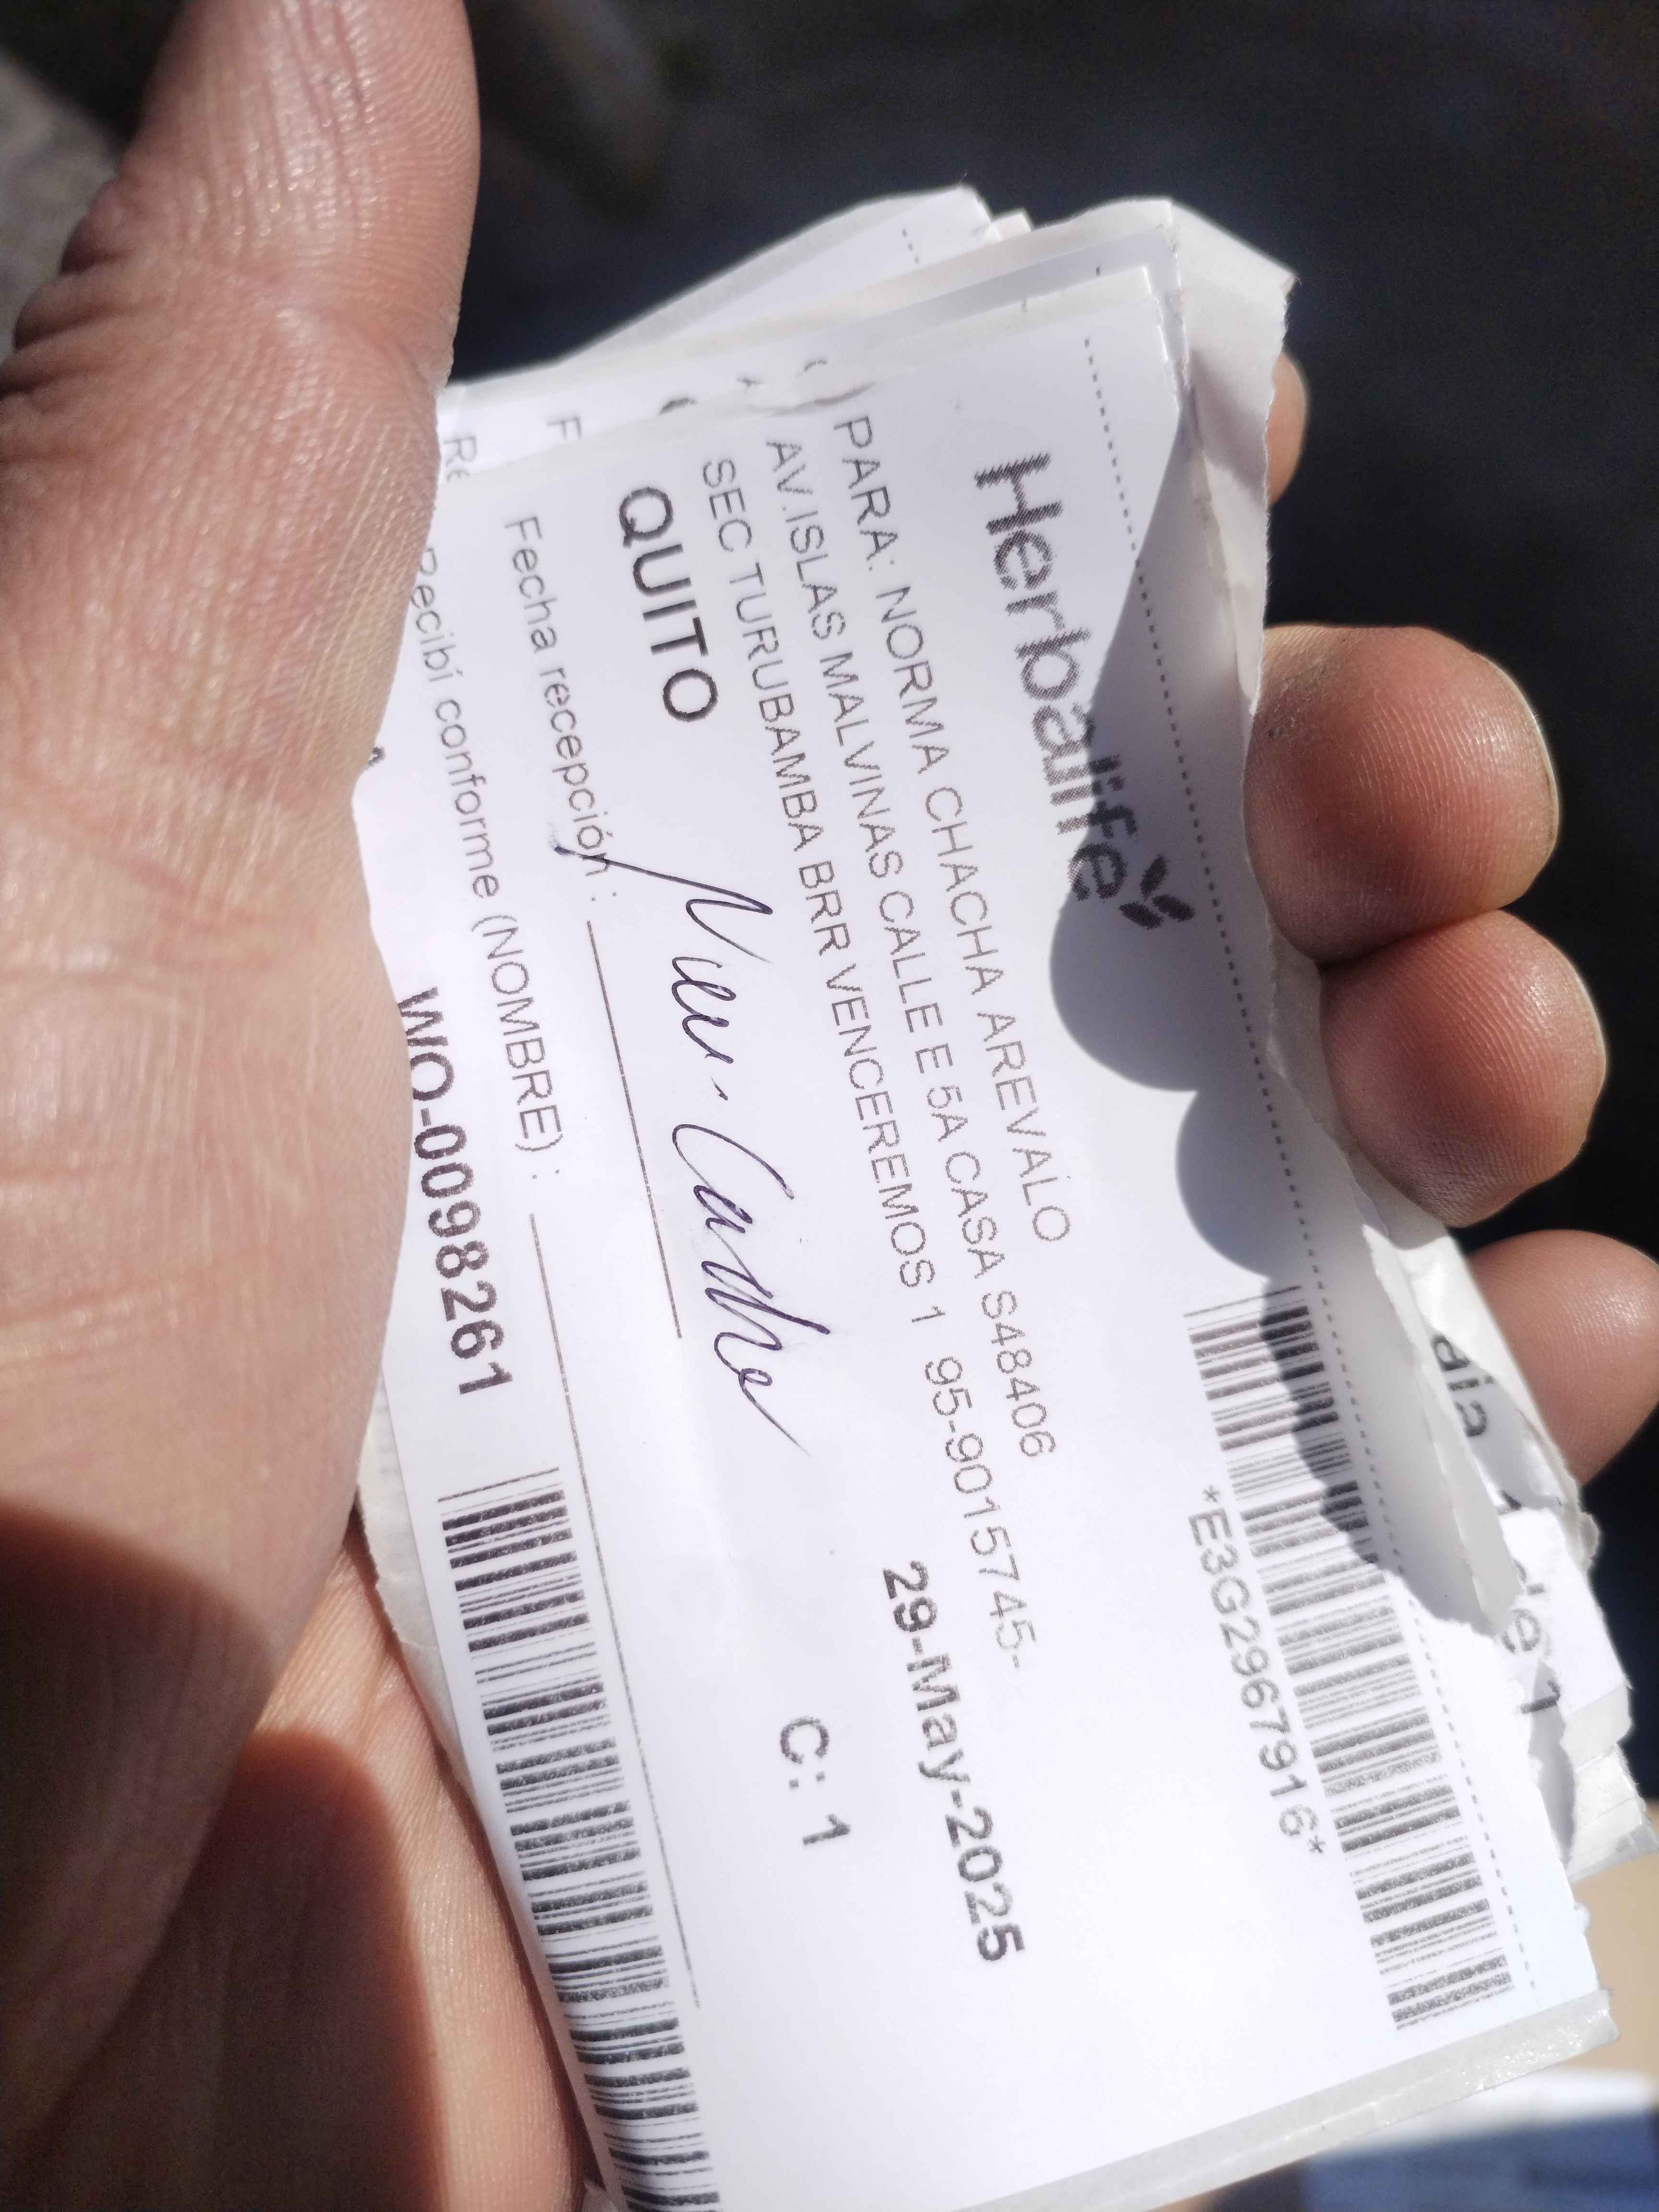 Herbalife
*E3G2967916*
PARA: NORMA CHACHA AREVALO
AV.ISLAS MALVINAS CALLE E 5A CASA S48406
SEC TURUBAMBA BRR VENCEREMOS 1 95-9015745-
29-May-2025
QUITO
C: 1
Fecha recepción :
Recibí conforme (NOMBRE) :
WO-0098261